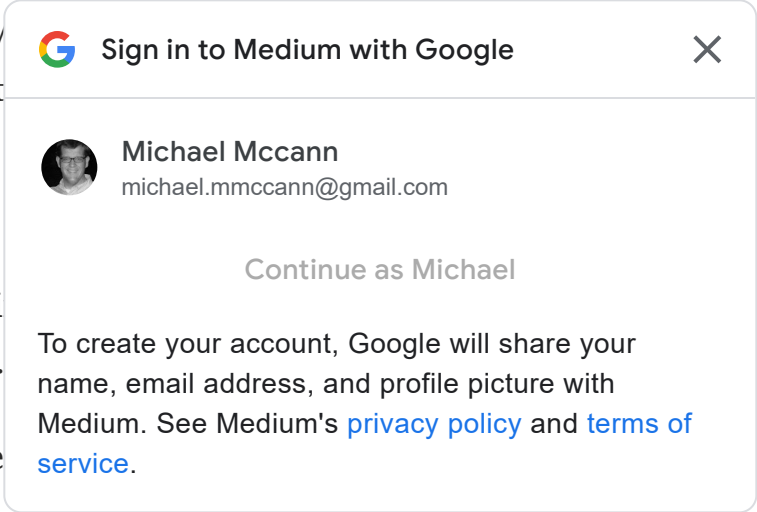 Sign in to Medium with Google
Michael Mccann
michael.mmccann@gmail.com
Continue as Michael
To create your account, Google will share your
name, email address, and profile picture with
Medium. See Medium's privacy policy and terms of
service.